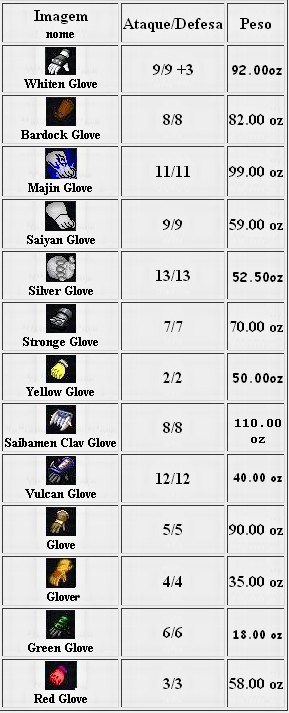 Imagem Ataque/Defesa Peso
nome
Whiten Glove 9/9 +3 92.00oz
Bardock Glove 8/8 82.00 oz
Majin Glove 11/11 99.00 oz
Saiyan Glove 9/9 59.00 oz
Silver Glove 13/13 52.50oz
Stronge Glove 7/7 70.00 oz
Yellow Glove 2/2 50.00oz
Saibamen Clav Glove 8/8 110.00
oz
Vulcan Glove 12/12 40.00 oz
Glove 5/5 90.00 oz
Glover 4/4 35.00 oz
Green Glove 6/6 18.00 oz
Red Glove 3/3 58.00 oz